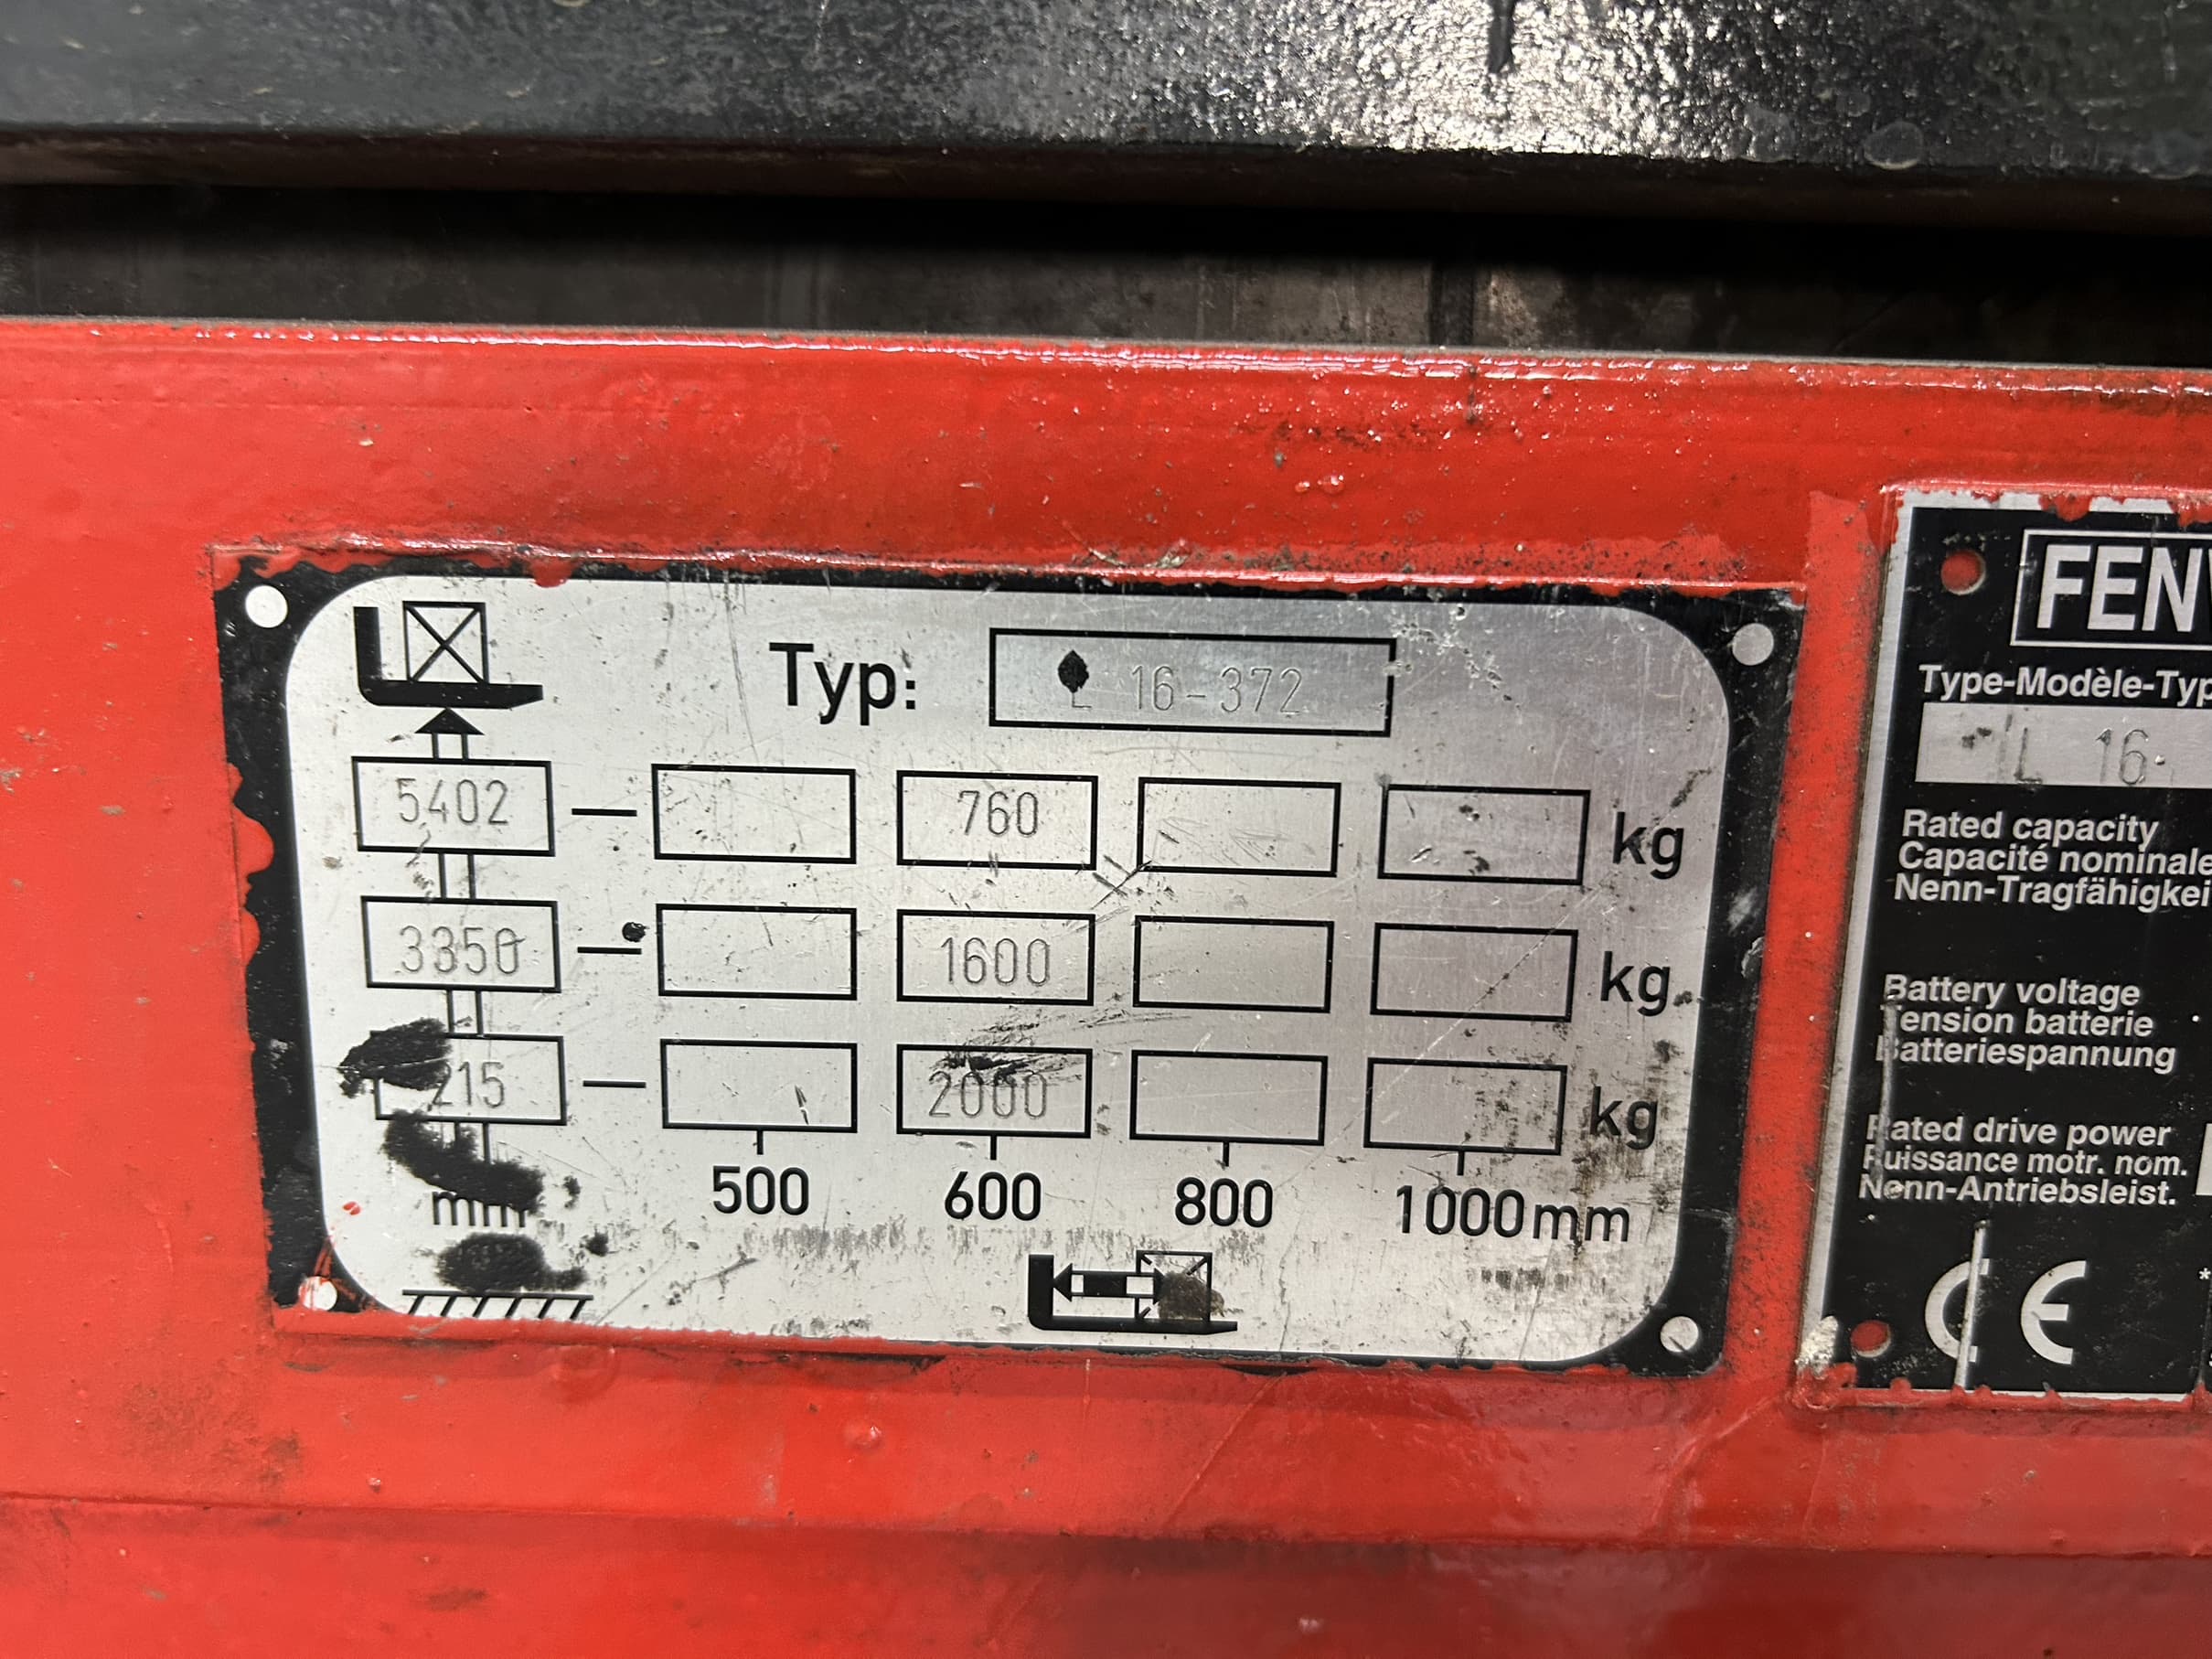 Typ: L 16-372
5402 760 kg
3350 1600 kg
215 2000 kg
mm 500 600 800 1000mm
FEN
Type-Modèle-Typ
L 16-
Rated capacity
Capacité nominale
Nenn-Tragfähigkei
Battery voltage
Tension batterie
Batteriespannung
Rated drive power
Puissance motr. nom.
Nenn-Antriebsleist.
CE *